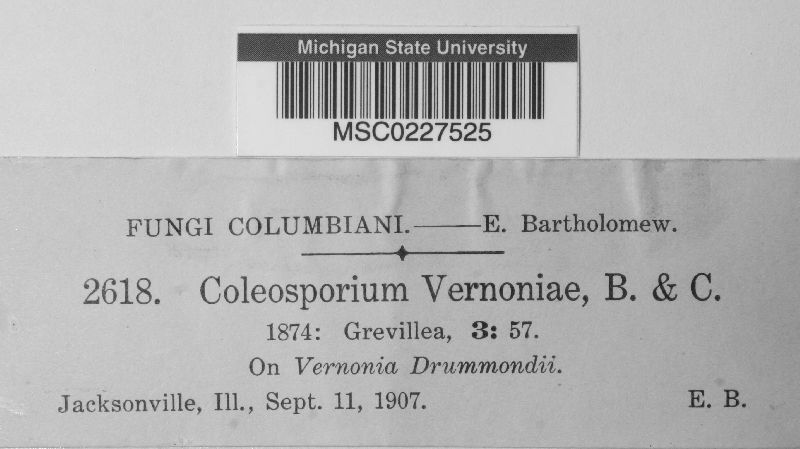 Michigan State University
MSC0227525
FUNGI COLUMBIANI.——E. Bartholomew.
2618. Coleosporium Vernoniae, B. & C.
1874: Grevillea, 3: 57.
On Vernonia Drummondii.
Jacksonville, Ill., Sept. 11, 1907. E. B.